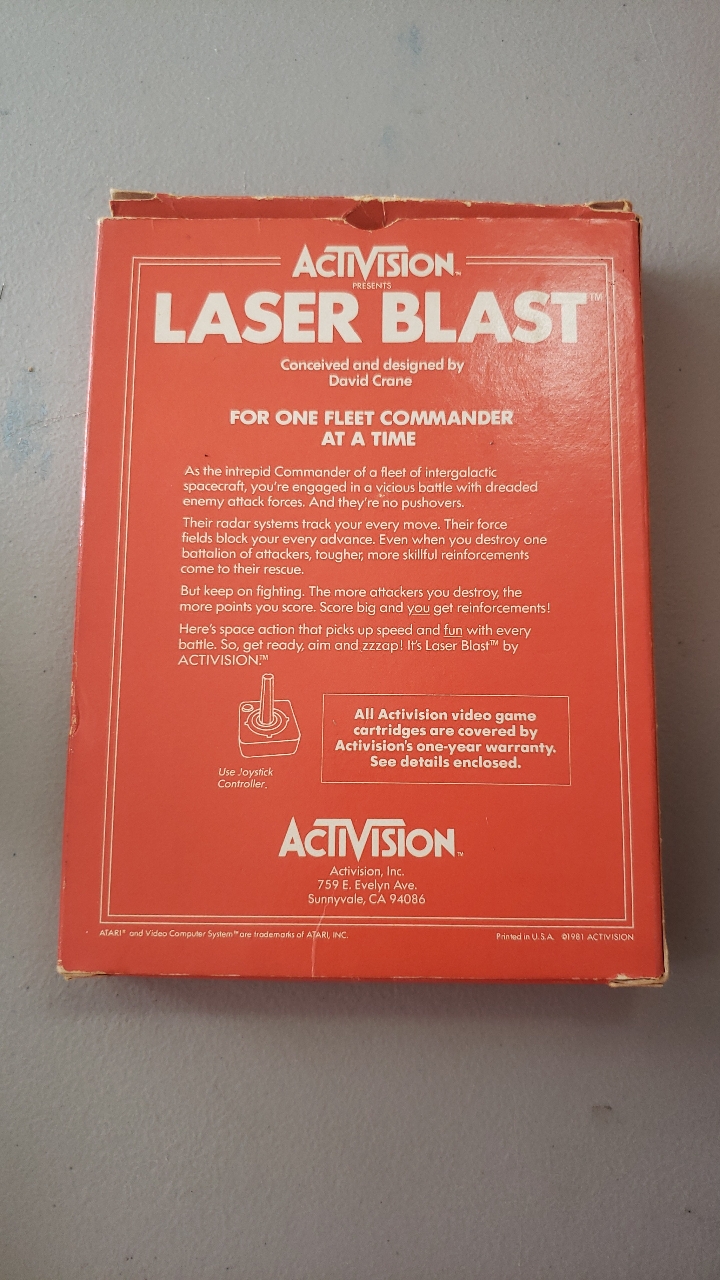 ACTIVISION™
PRESENTS
LASER BLAST™
Conceived and designed by
David Crane
FOR ONE FLEET COMMANDER
AT A TIME
As the intrepid Commander of a fleet of intergalactic
spacecraft, you're engaged in a vicious battle with dreaded
enemy attack forces. And they're no pushovers.
Their radar systems track your every move. Their force
fields block your every advance. Even when you destroy one
battalion of attackers, tougher, more skillful reinforcements
come to their rescue.
But keep on fighting. The more attackers you destroy, the
more points you score. Score big and you get reinforcements!
Here's space action that picks up speed and fun with every
battle. So, get ready, aim and zzzap! It's Laser Blast™ by
ACTIVISION.™
Use Joystick
Controller.
All Activision video game
cartridges are covered by
Activision's one-year warranty.
See details enclosed.
ACTIVISION™
Activision, Inc.
759 E. Evelyn Ave.
Sunnyvale, CA 94086
ATARI® and Video Computer System™ are trademarks of ATARI, INC.
Printed in U.S.A. ©1981 ACTIVISION